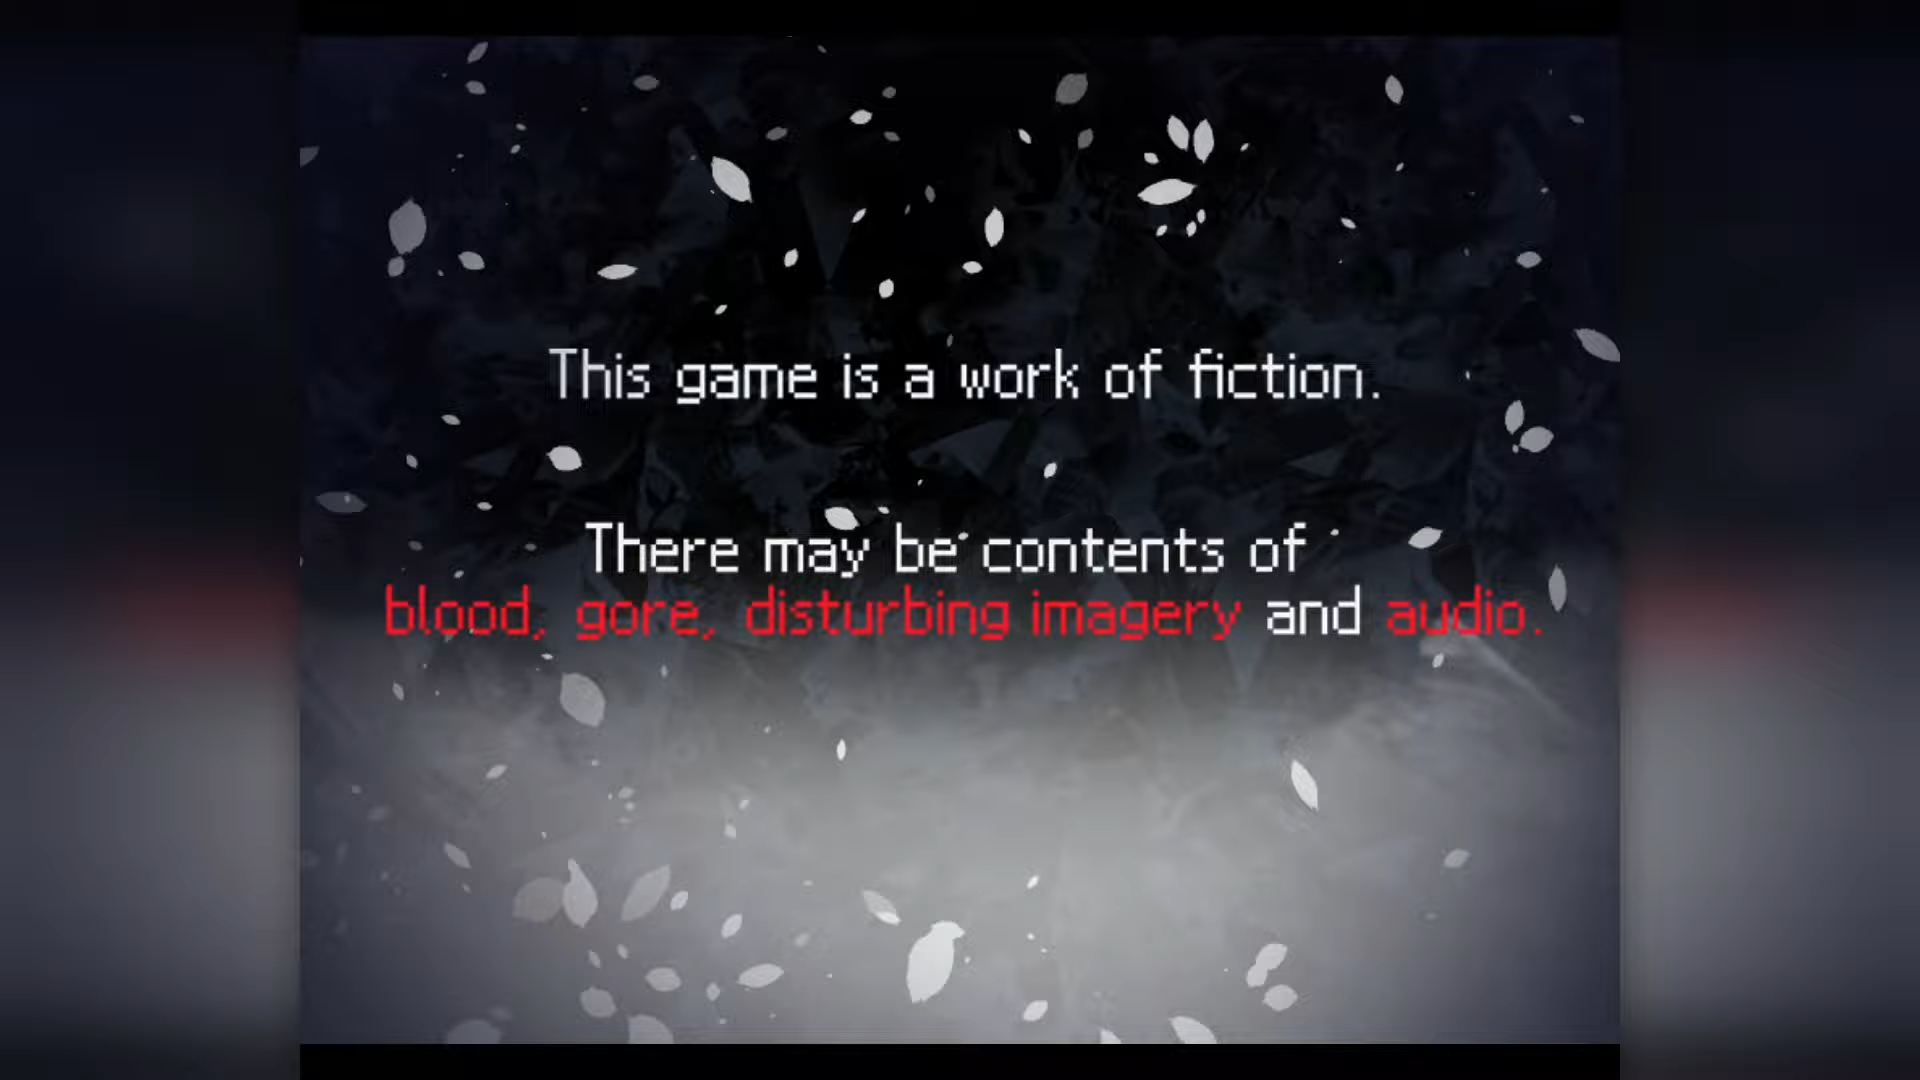 This game is a work of fiction.
There may be contents of
blood, gore, disturbing imagery and audio.